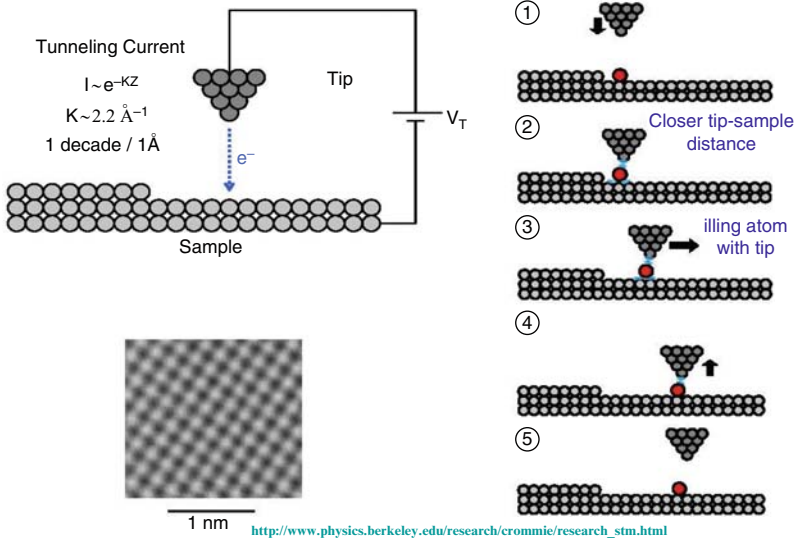 Tunneling Current
I~e⁻ᴷᶻ
K~2.2 Å⁻¹
1 decade / 1Å
Tip
e⁻
V_T
Sample
1 nm
①
②
Closer tip-sample
distance
③
illing atom
with tip
④
⑤
http://www.physics.berkeley.edu/research/crommie/research_stm.html